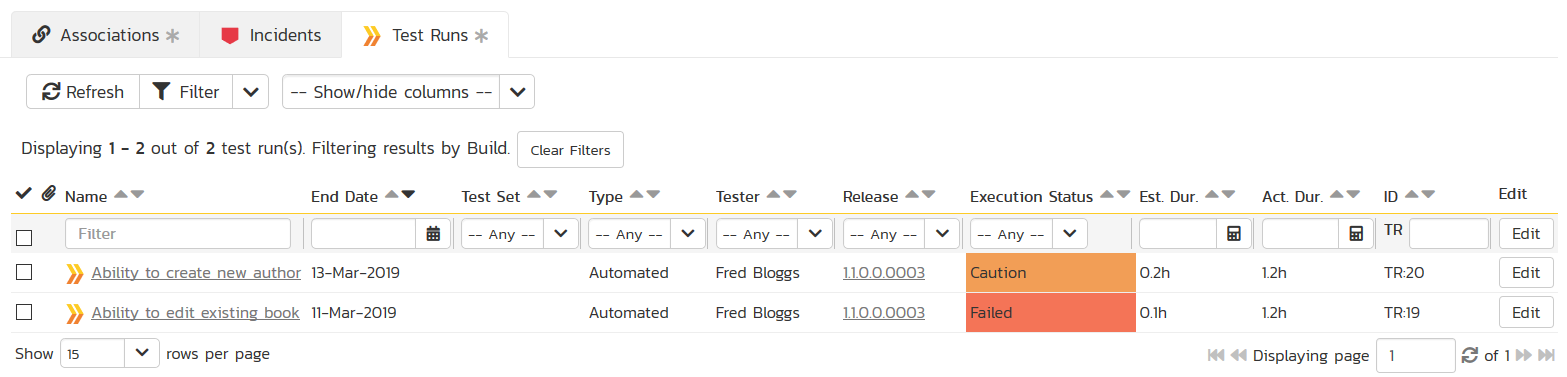 Associations * Incidents Test Runs *
Refresh Filter -- Show/hide columns --
Displaying 1 - 2 out of 2 test run(s). Filtering results by Build. Clear Filters
Name End Date Test Set Type Tester Release Execution Status Est. Dur. Act. Dur. ID Edit
Filter -- Any -- -- Any -- -- Any -- -- Any -- -- Any -- TR Edit
Ability to create new author 13-Mar-2019 Automated Fred Bloggs 1.1.0.0.0003 Caution 0.2h 1.2h TR:20 Edit
Ability to edit existing book 11-Mar-2019 Automated Fred Bloggs 1.1.0.0.0003 Failed 0.1h 1.2h TR:19 Edit
Show 15 rows per page Displaying page 1 of 1